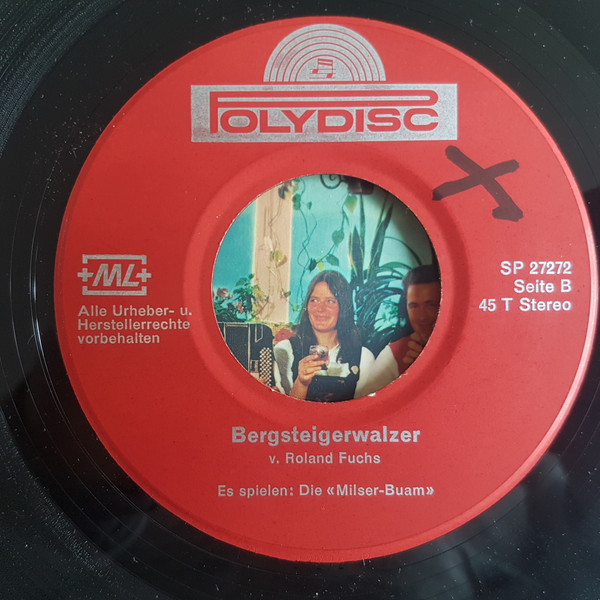 POLYDISC
+ML+
Alle Urheber- u.
Herstellerrechte
vorbehalten
SP 27272
Seite B
45 T Stereo
Bergsteigerwalzer
v. Roland Fuchs
Es spielen: Die «Milser-Buam»